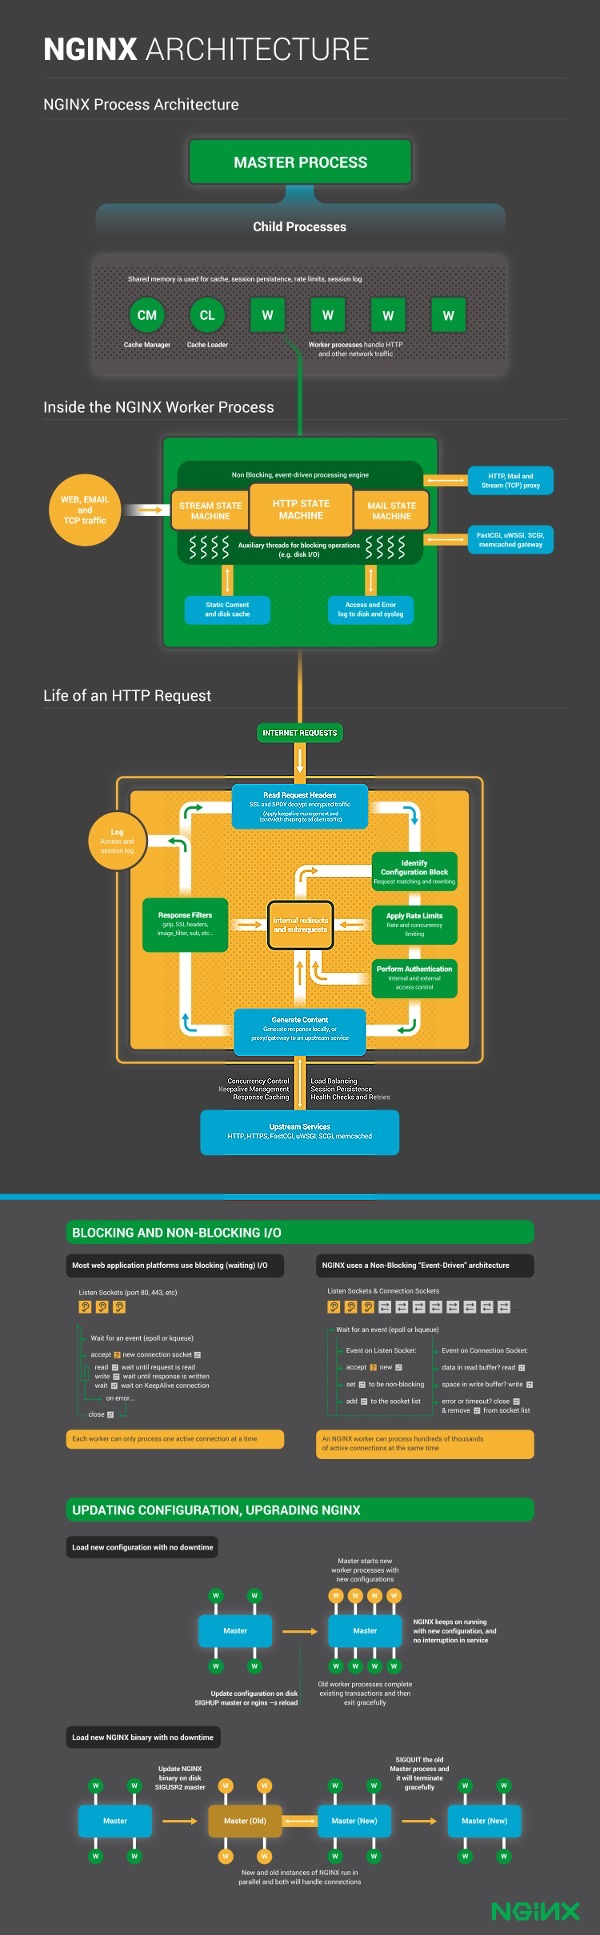 NGINX ARCHITECTURE
NGINX Process Architecture
MASTER PROCESS
Child Processes
Shared memory is used for cache, session persistence, rate limits, session log
CM
CL
W
W
W
W
Cache Manager
Cache Loader
Worker processes handle HTTP
and other network traffic
Inside the NGINX Worker Process
WEB, EMAIL
and
TCP traffic
Non Blocking, event-driven processing engine
STREAM STATE
MACHINE
HTTP STATE
MACHINE
MAIL STATE
MACHINE
Auxiliary threads for blocking operations
(e.g. disk I/O)
HTTP, Mail and
Stream (TCP) proxy
FastCGI, uWSGI, SCGI,
memcached gateway
Static Content
and disk cache
Access and Error
log to disk and syslog
Life of an HTTP Request
INTERNET REQUESTS
Read Request Headers
SSL and SPDY decrypt encrypted traffic
(Apply keepalive management and
bandwidth shaping to all client traffic)
Log
Access and
session log
Identify
Configuration Block
Request matching and rewriting
Response Filters
gzip, SSI, headers,
image_filter, sub, etc...
Internal redirects
and subrequests
Apply Rate Limits
Rate and concurrency
limiting
Perform Authentication
Internal and external
access control
Generate Content
Generate response locally, or
proxy/gateway to an upstream service
Concurrency Control
Keepalive Management
Response Caching
Load Balancing
Session Persistence
Health Checks and Retries
Upstream Services
HTTP, HTTPS, FastCGI, uWSGI, SCGI, memcached
BLOCKING AND NON-BLOCKING I/O
Most web application platforms use blocking (waiting) I/O
Listen Sockets (port 80, 443, etc)
Wait for an event (epoll or kqueue)
accept new connection socket
read wait until request is read
write wait until response is written
wait wait on KeepAlive connection
on error...
close
Each worker can only process one active connection at a time
NGINX uses a Non-Blocking “Event-Driven” architecture
Listen Sockets & Connection Sockets
Wait for an event (epoll or kqueue)
Event on Listen Socket:
accept new
set to be non-blocking
add to the socket list
Event on Connection Socket:
data in read buffer? read
space in write buffer? write
error or timeout? close
& remove from socket list
An NGINX worker can process hundreds of thousands
of active connections at the same time
UPDATING CONFIGURATION, UPGRADING NGINX
Load new configuration with no downtime
Master starts new
worker processes with
new configurations
W
W
W
W
W
W
Master
Master
NGINX keeps on running
with new configuration, and
no interruption in service
W
W
W
W
W
W
Update configuration on disk
SIGHUP master or nginx –s reload
Old worker processes complete
existing transactions and then
exit gracefully
Load new NGINX binary with no downtime
Update NGINX
binary on disk
SIGUSR2 master
SIGQUIT the old
Master process and
it will terminate
gracefully
W
W
W
W
W
W
W
W
Master
Master (Old)
Master (New)
Master (New)
W
W
W
W
W
W
W
W
New and old instances of NGINX run in
parallel and both will handle connections
NGINX